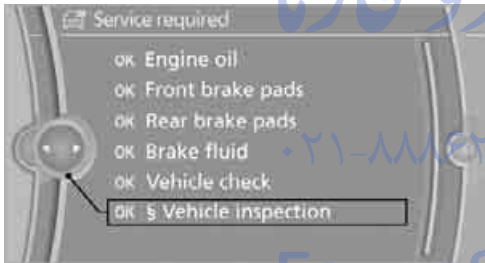 Service required
OK Engine oil
OK Front brake pads
OK Rear brake pads
OK Brake fluid
OK Vehicle check
OK § Vehicle inspection